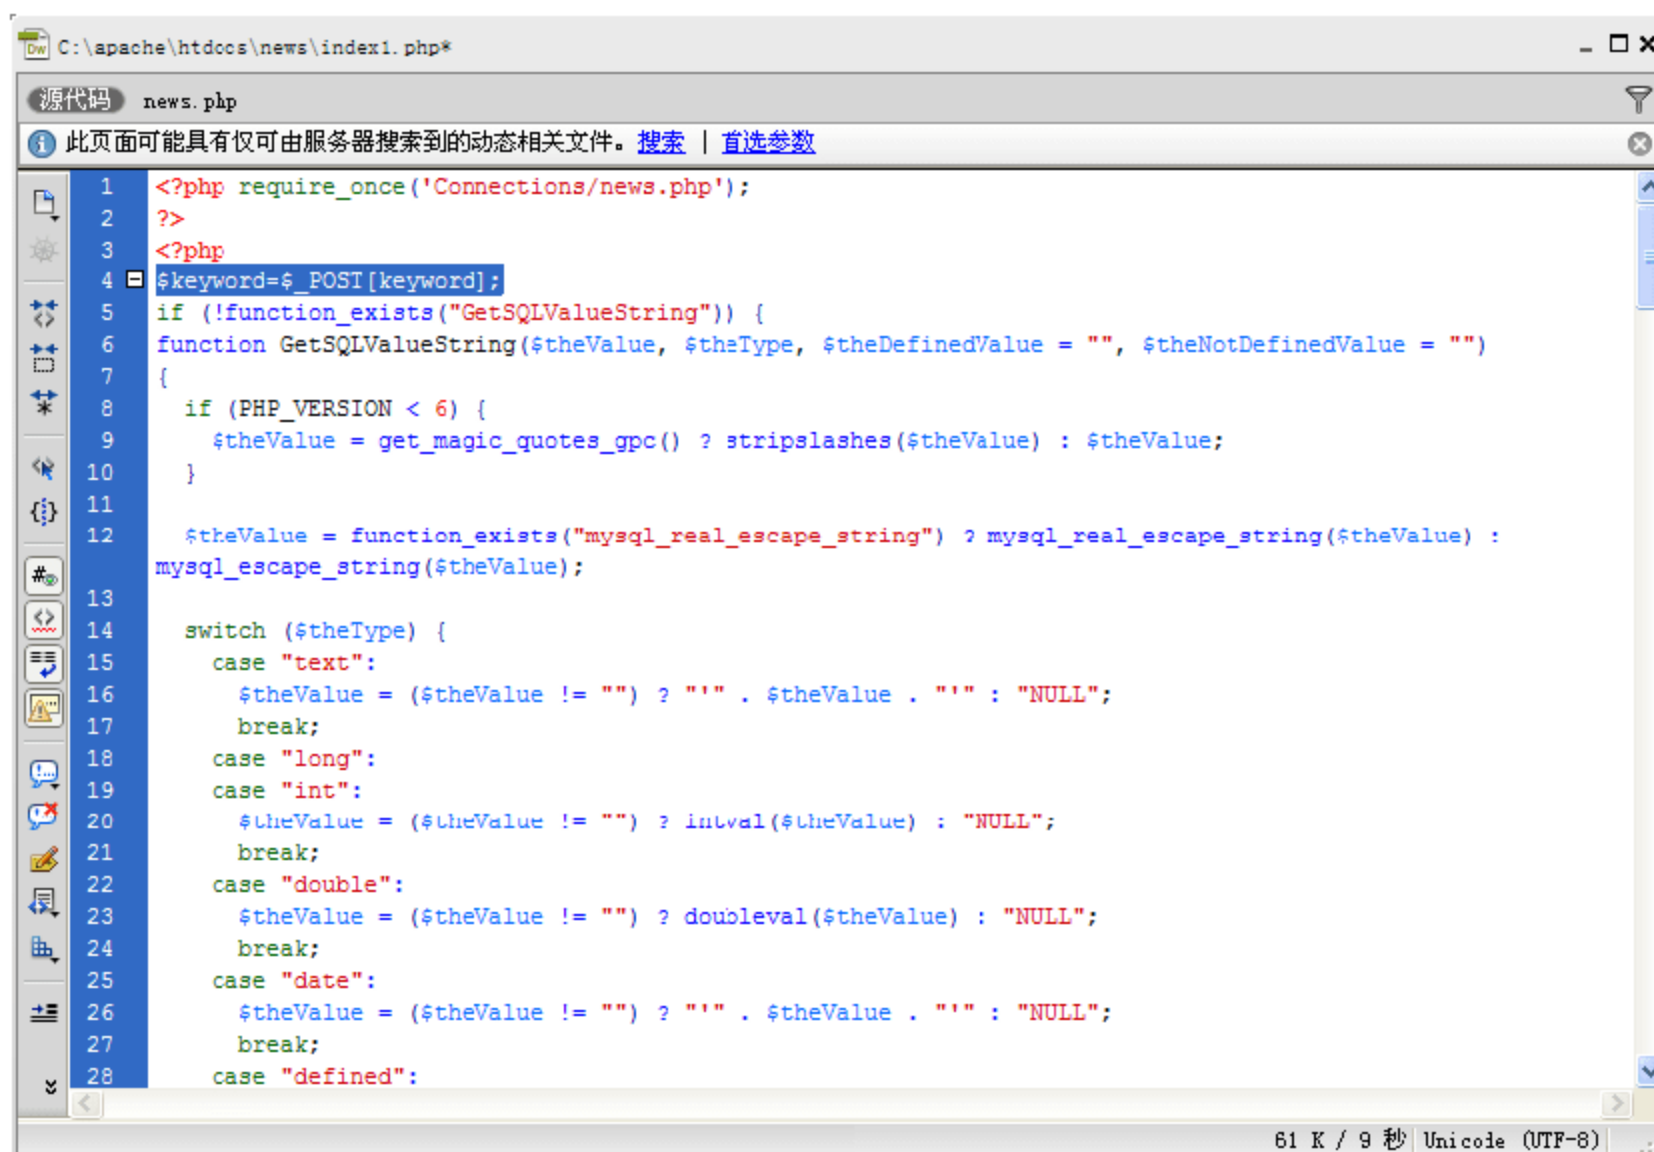 C:\apache\htdocs\news\index1.php*
源代码 news.php
此页面可能具有仅可由服务器搜索到的动态相关文件。搜索 | 首选参数
1 <?php require_once('Connections/news.php');
2 ?>
3 <?php
4 $keyword=$_POST[keyword];
5 if (!function_exists("GetSQLValueString")) {
6 function GetSQLValueString($theValue, $theType, $theDefinedValue = "", $theNotDefinedValue = "")
7 {
8 if (PHP_VERSION < 6) {
9 $theValue = get_magic_quotes_gpc() ? stripslashes($theValue) : $theValue;
10 }
11
12 $theValue = function_exists("mysql_real_escape_string") ? mysql_real_escape_string($theValue) :
mysql_escape_string($theValue);
13
14 switch ($theType) {
15 case "text":
16 $theValue = ($theValue != "") ? "'" . $theValue . "'" : "NULL";
17 break;
18 case "long":
19 case "int":
20 $theValue = ($theValue != "") ? intval($theValue) : "NULL";
21 break;
22 case "double":
23 $theValue = ($theValue != "") ? doubleval($theValue) : "NULL";
24 break;
25 case "date":
26 $theValue = ($theValue != "") ? "'" . $theValue . "'" : "NULL";
27 break;
28 case "defined":
61 K / 9 秒 Unicode (UTF-8)